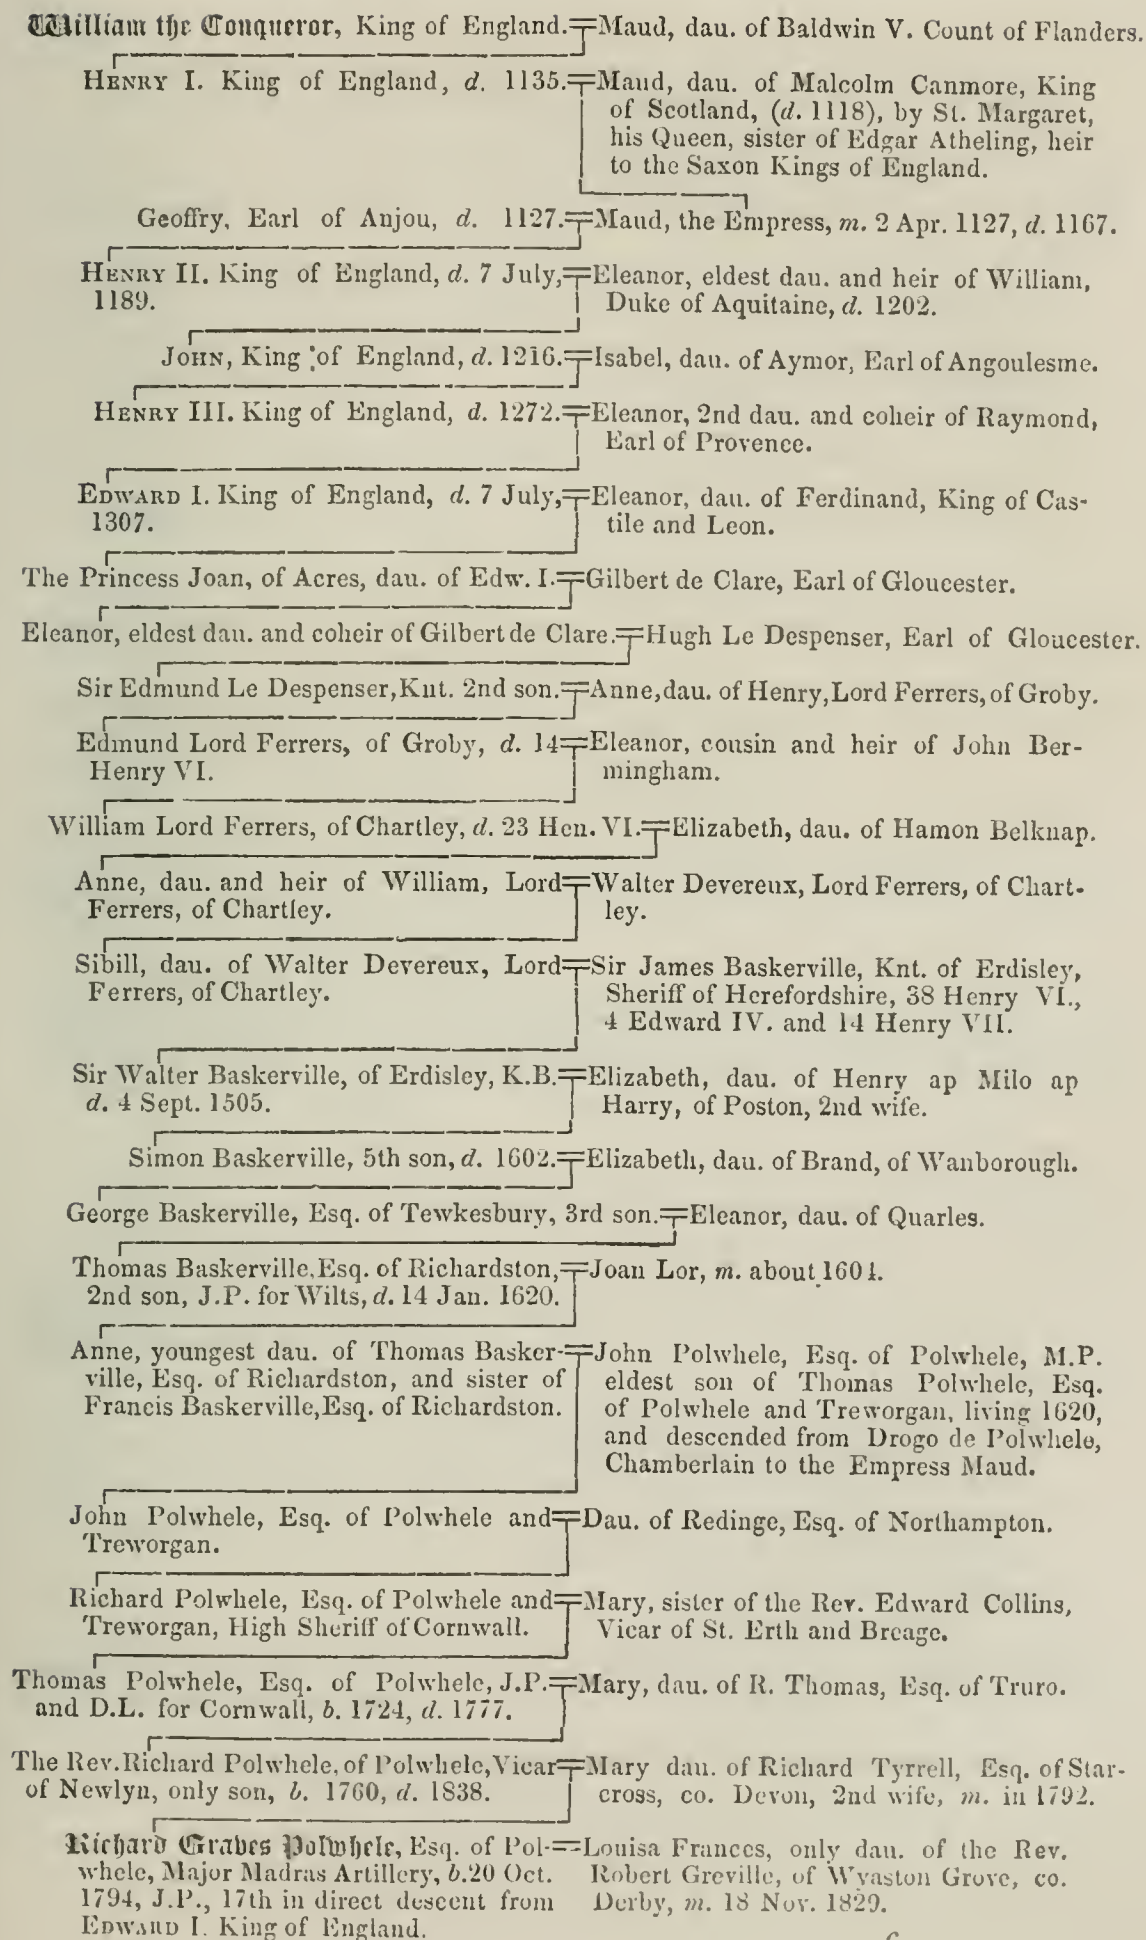 William the Conqueror, King of England.=Maud, dau. of Baldwin V. Count of Flanders.
HENRY I. King of England, d. 1135.=Maud, dau. of Malcolm Canmore, King
of Scotland, (d. 1118), by St. Margaret,
his Queen, sister of Edgar Atheling, heir
to the Saxon Kings of England.
Geoffry, Earl of Anjou, d. 1127.=Maud, the Empress, m. 2 Apr. 1127, d. 1167.
HENRY II. King of England, d. 7 July,=Eleanor, eldest dau. and heir of William,
1189. Duke of Aquitaine, d. 1202.
JOHN, King of England, d. 1216.=Isabel, dau. of Aymor, Earl of Angoulesme.
HENRY III. King of England, d. 1272.=Eleanor, 2nd dau. and coheir of Raymond,
Earl of Provence.
EDWARD I. King of England, d. 7 July,=Eleanor, dau. of Ferdinand, King of Cas-
1307. tile and Leon.
The Princess Joan, of Acres, dau. of Edw. I.=Gilbert de Clare, Earl of Gloucester.
Eleanor, eldest dau. and coheir of Gilbert de Clare.=Hugh Le Despenser, Earl of Gloucester.
Sir Edmund Le Despenser, Knt. 2nd son.=Anne, dau. of Henry, Lord Ferrers, of Groby.
Edmund Lord Ferrers, of Groby, d. 14=Eleanor, cousin and heir of John Ber-
Henry VI. mingham.
William Lord Ferrers, of Chartley, d. 23 Hen. VI.=Elizabeth, dau. of Hamon Belknap.
Anne, dau. and heir of William, Lord=Walter Devereux, Lord Ferrers, of Chart-
Ferrers, of Chartley. ley.
Sibill, dau. of Walter Devereux, Lord=Sir James Baskerville, Knt. of Erdisley,
Ferrers, of Chartley. Sheriff of Herefordshire, 38 Henry VI.,
4 Edward IV. and 14 Henry VII.
Sir Walter Baskerville, of Erdisley, K.B.=Elizabeth, dau. of Henry ap Milo ap
d. 4 Sept. 1505. Harry, of Poston, 2nd wife.
Simon Baskerville, 5th son, d. 1602.=Elizabeth, dau. of Brand, of Wanborough.
George Baskerville, Esq. of Tewkesbury, 3rd son.=Eleanor, dau. of Quarles.
Thomas Baskerville, Esq. of Richardston,=Joan Lor, m. about 1601.
2nd son, J.P. for Wilts, d. 14 Jan. 1620.
Anne, youngest dau. of Thomas Basker-=John Polwhele, Esq. of Polwhele, M.P.
ville, Esq. of Richardston, and sister of eldest son of Thomas Polwhele, Esq.
Francis Baskerville, Esq. of Richardston. of Polwhele and Treworgan, living 1620,
and descended from Drogo de Polwhele,
Chamberlain to the Empress Maud.
John Polwhele, Esq. of Polwhele and=Dau. of Redinge, Esq. of Northampton.
Treworgan.
Richard Polwhele, Esq. of Polwhele and=Mary, sister of the Rev. Edward Collins,
Treworgan, High Sheriff of Cornwall. Vicar of St. Erth and Breage.
Thomas Polwhele, Esq. of Polwhele, J.P.=Mary, dau. of R. Thomas, Esq. of Truro.
and D.L. for Cornwall, b. 1724, d. 1777.
The Rev. Richard Polwhele, of Polwhele, Vicar=Mary dau. of Richard Tyrrell, Esq. of Star-
of Newlyn, only son, b. 1760, d. 1838. cross, co. Devon, 2nd wife, m. in 1792.
Richard Graves Polwhele, Esq. of Pol-=Louisa Frances, only dau. of the Rev.
whele, Major Madras Artillery, b. 20 Oct. Robert Greville, of Wyaston Grove, co.
1794, J.P., 17th in direct descent from Derby, m. 18 Nov. 1829.
EDWARD I. King of England.